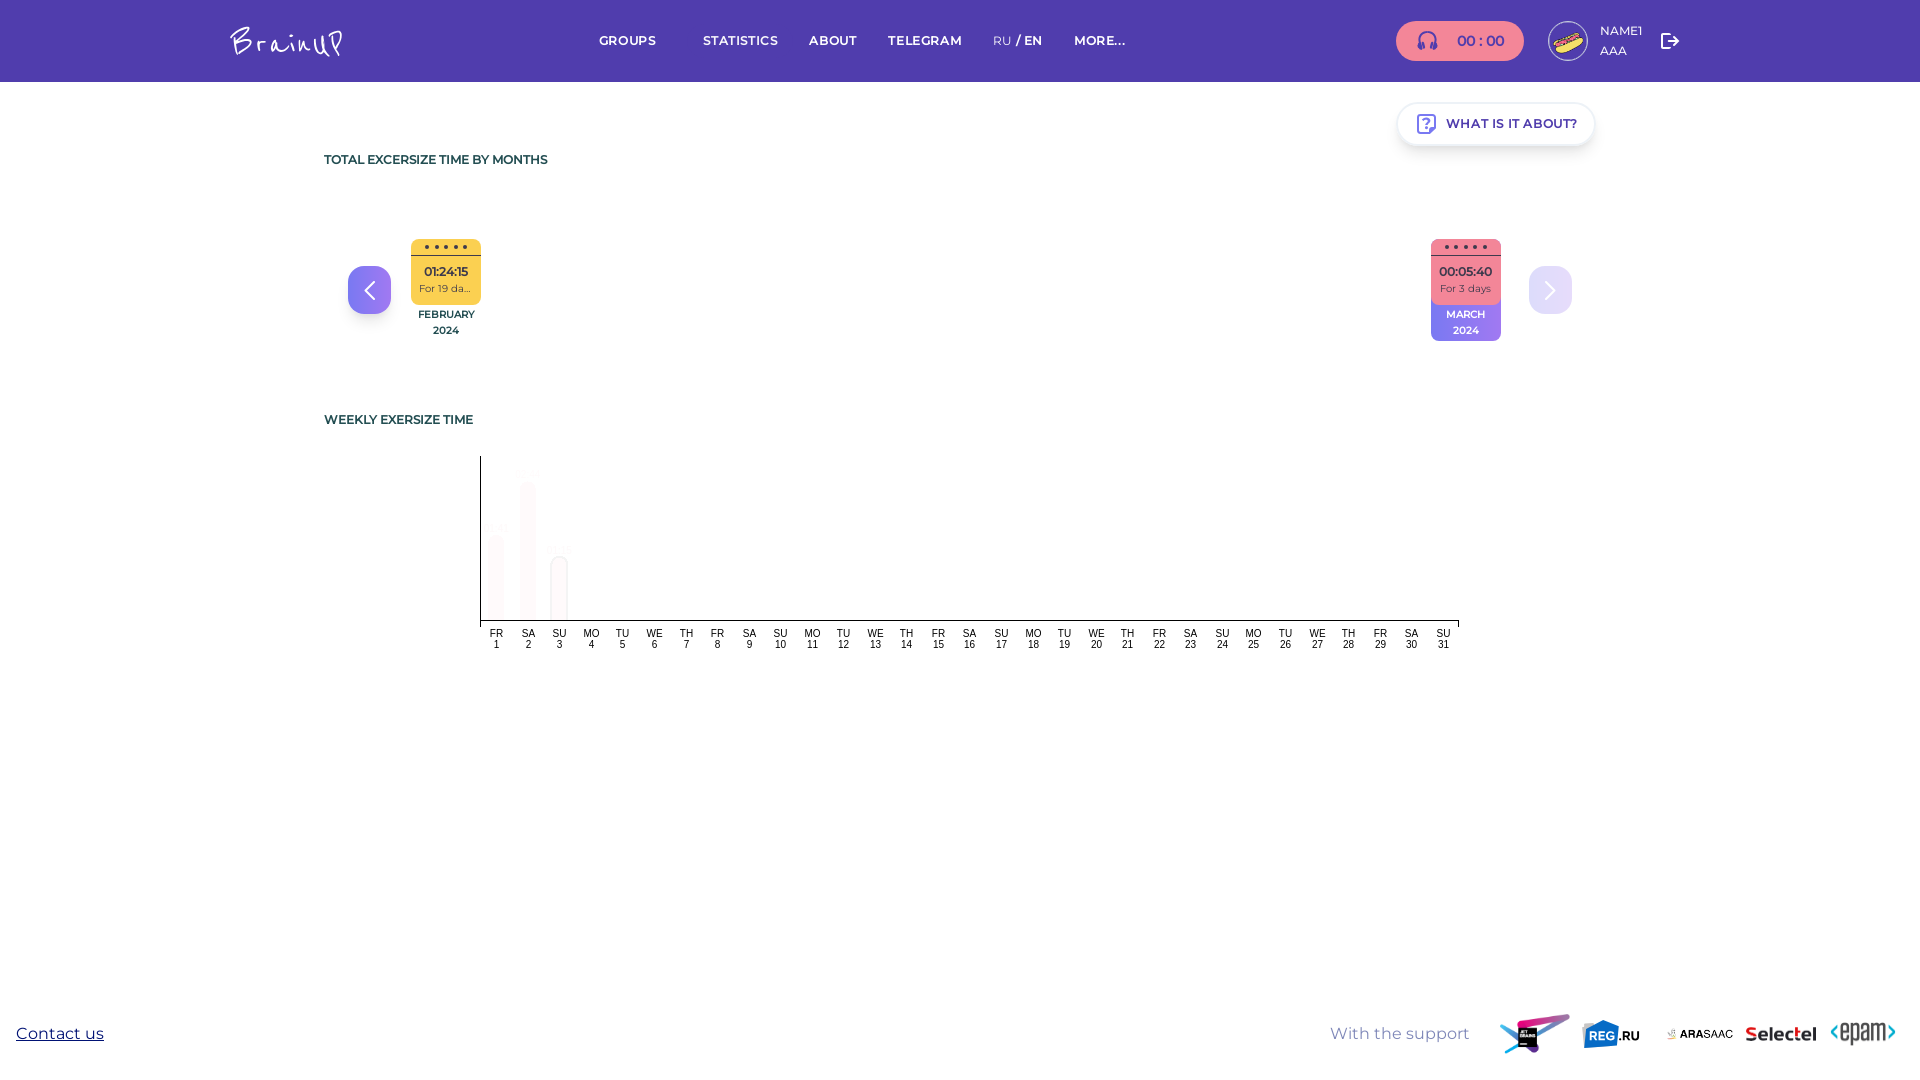 BrainUP
GROUPS STATISTICS ABOUT TELEGRAM RU / EN MORE...
00 : 00
NAME1
AAA
WHAT IS IT ABOUT?
TOTAL EXCERSIZE TIME BY MONTHS
01:24:15
For 19 da...
FEBRUARY
2024
00:05:40
For 3 days
MARCH
2024
WEEKLY EXERSIZE TIME
FR SA SU MO TU WE TH FR SA SU MO TU WE TH FR SA SU MO TU WE TH FR SA SU MO TU WE TH FR SA SU
1 2 3 4 5 6 7 8 9 10 11 12 13 14 15 16 17 18 19 20 21 22 23 24 25 26 27 28 29 30 31
Contact us
With the support
JET
BRAINS
REG.RU
ARASAAC
Selectel
<epam>